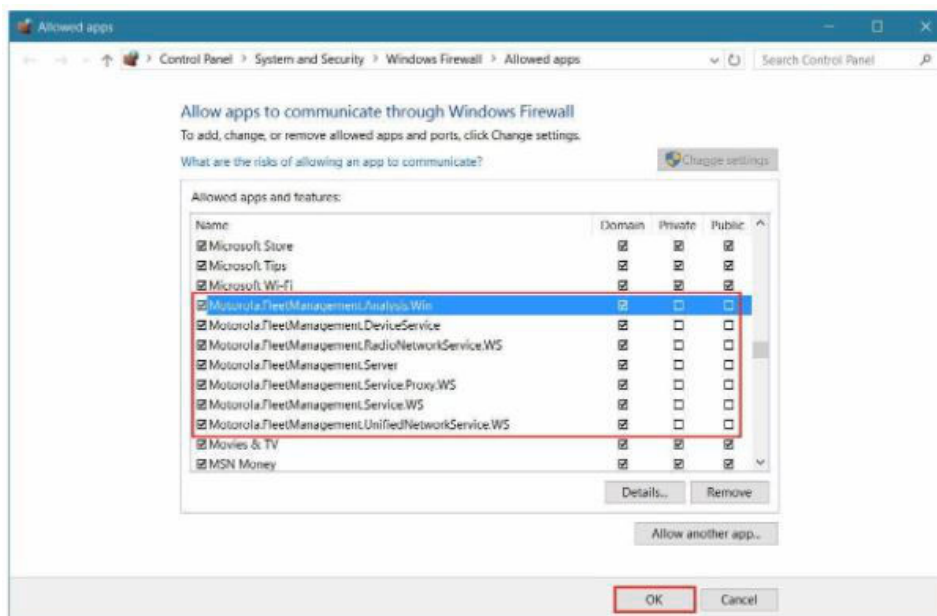 Allowed apps
Control Panel > System and Security > Windows Firewall > Allowed apps
Search Control Panel
Allow apps to communicate through Windows Firewall
To add, change, or remove allowed apps and ports, click Change settings.
What are the risks of allowing an app to communicate?
Change settings
Allowed apps and features:
Name Domain Private Public
Microsoft Store
Microsoft Tips
Microsoft Wi-Fi
Motorola.FleetManagement.Analysis.Win
Motorola.FleetManagement.DeviceService
Motorola.FleetManagement.RadioNetworkService.WS
Motorola.FleetManagement.Server
Motorola.FleetManagement.Service.Proxy.WS
Motorola.FleetManagement.Service.WS
Motorola.FleetManagement.UnifiedNetworkService.WS
Movies & TV
MSN Money
Details... Remove
Allow another app...
OK Cancel